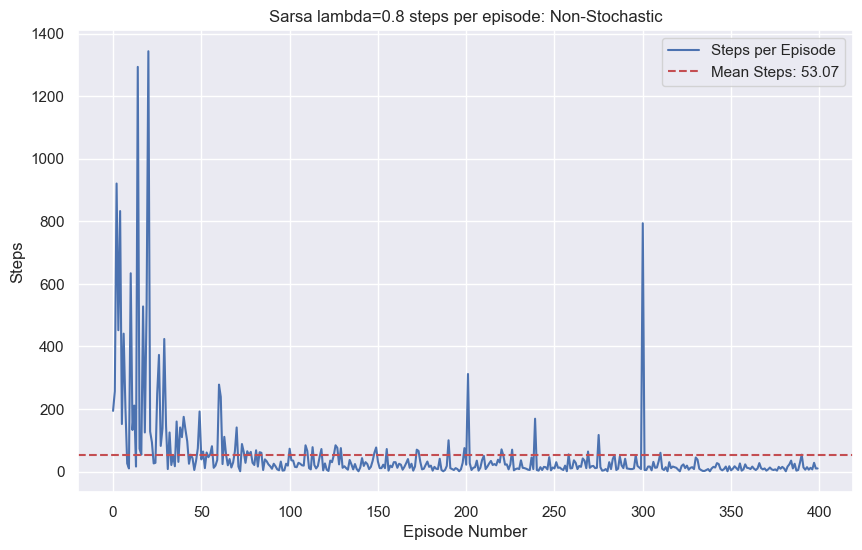 Sarsa lambda=0.8 steps per episode: Non-Stochastic
Steps per Episode
Mean Steps: 53.07
Steps
1400
1200
1000
800
600
400
200
0
0 50 100 150 200 250 300 350 400
Episode Number